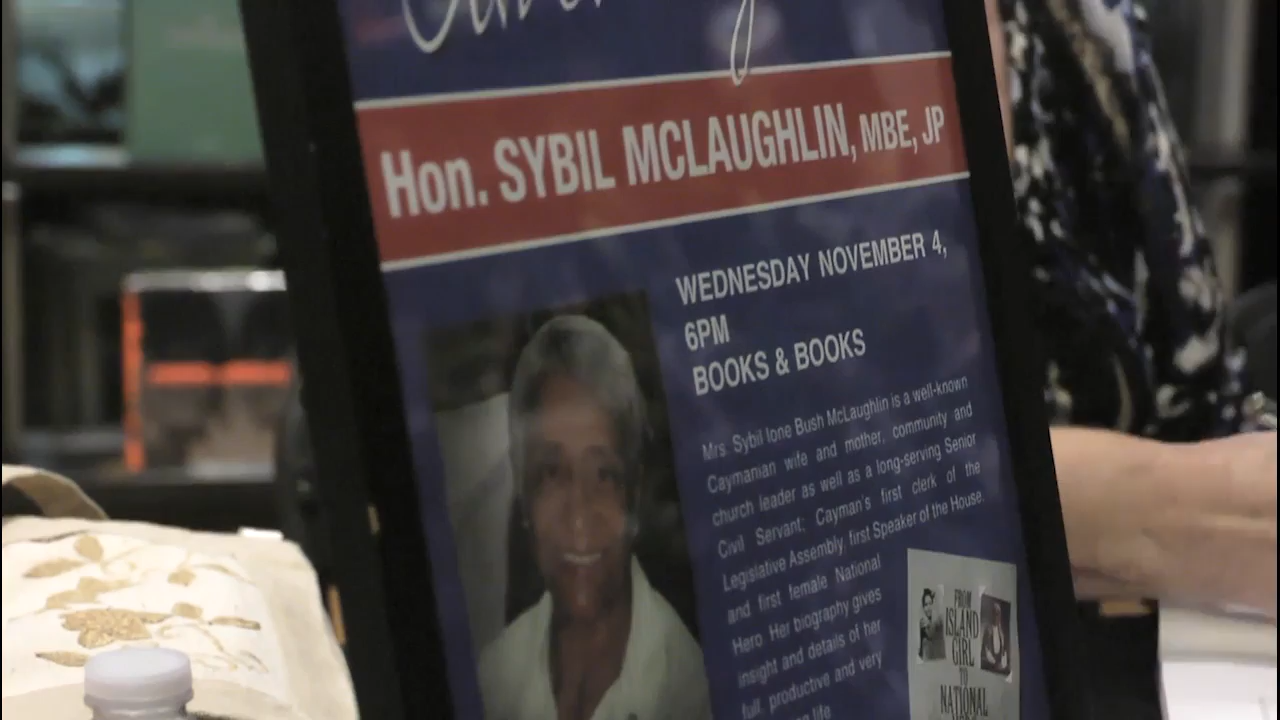 Hon. SYBIL MCLAUGHLIN, MBE, JP
WEDNESDAY NOVEMBER 4,
6PM
BOOKS & BOOKS
Mrs. Sybil Ione Bush McLaughlin is a well-known
Caymanian wife and mother, community and
church leader as well as a long-serving Senior
Civil Servant; Cayman's first clerk of the
Legislative Assembly, first Speaker of the House.
and first female National
Hero. Her biography gives
insight and details of her
full, productive and very
life
FROM
ISLAND
GIRL
TO
NATIONAL